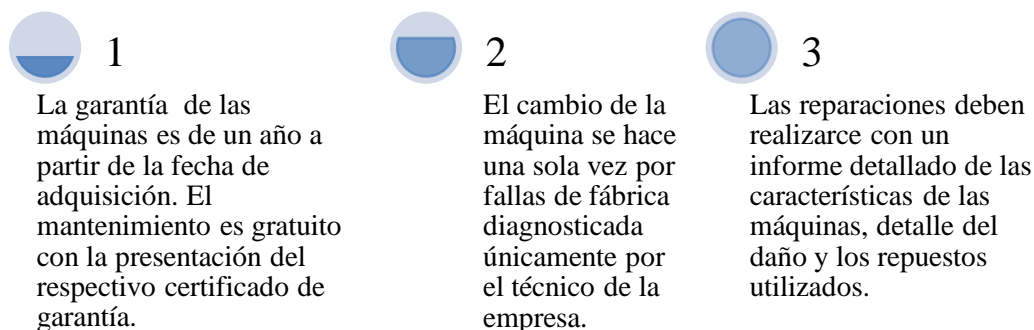 1
La garantía de las
máquinas es de un año a
partir de la fecha de
adquisición. El
mantenimiento es gratuito
con la presentación del
respectivo certificado de
garantía.
2
El cambio de la
máquina se hace
una sola vez por
fallas de fábrica
diagnosticada
únicamente por
el técnico de la
empresa.
3
Las reparaciones deben
realizarce con un
informe detallado de las
características de las
máquinas, detalle del
daño y los repuestos
utilizados.